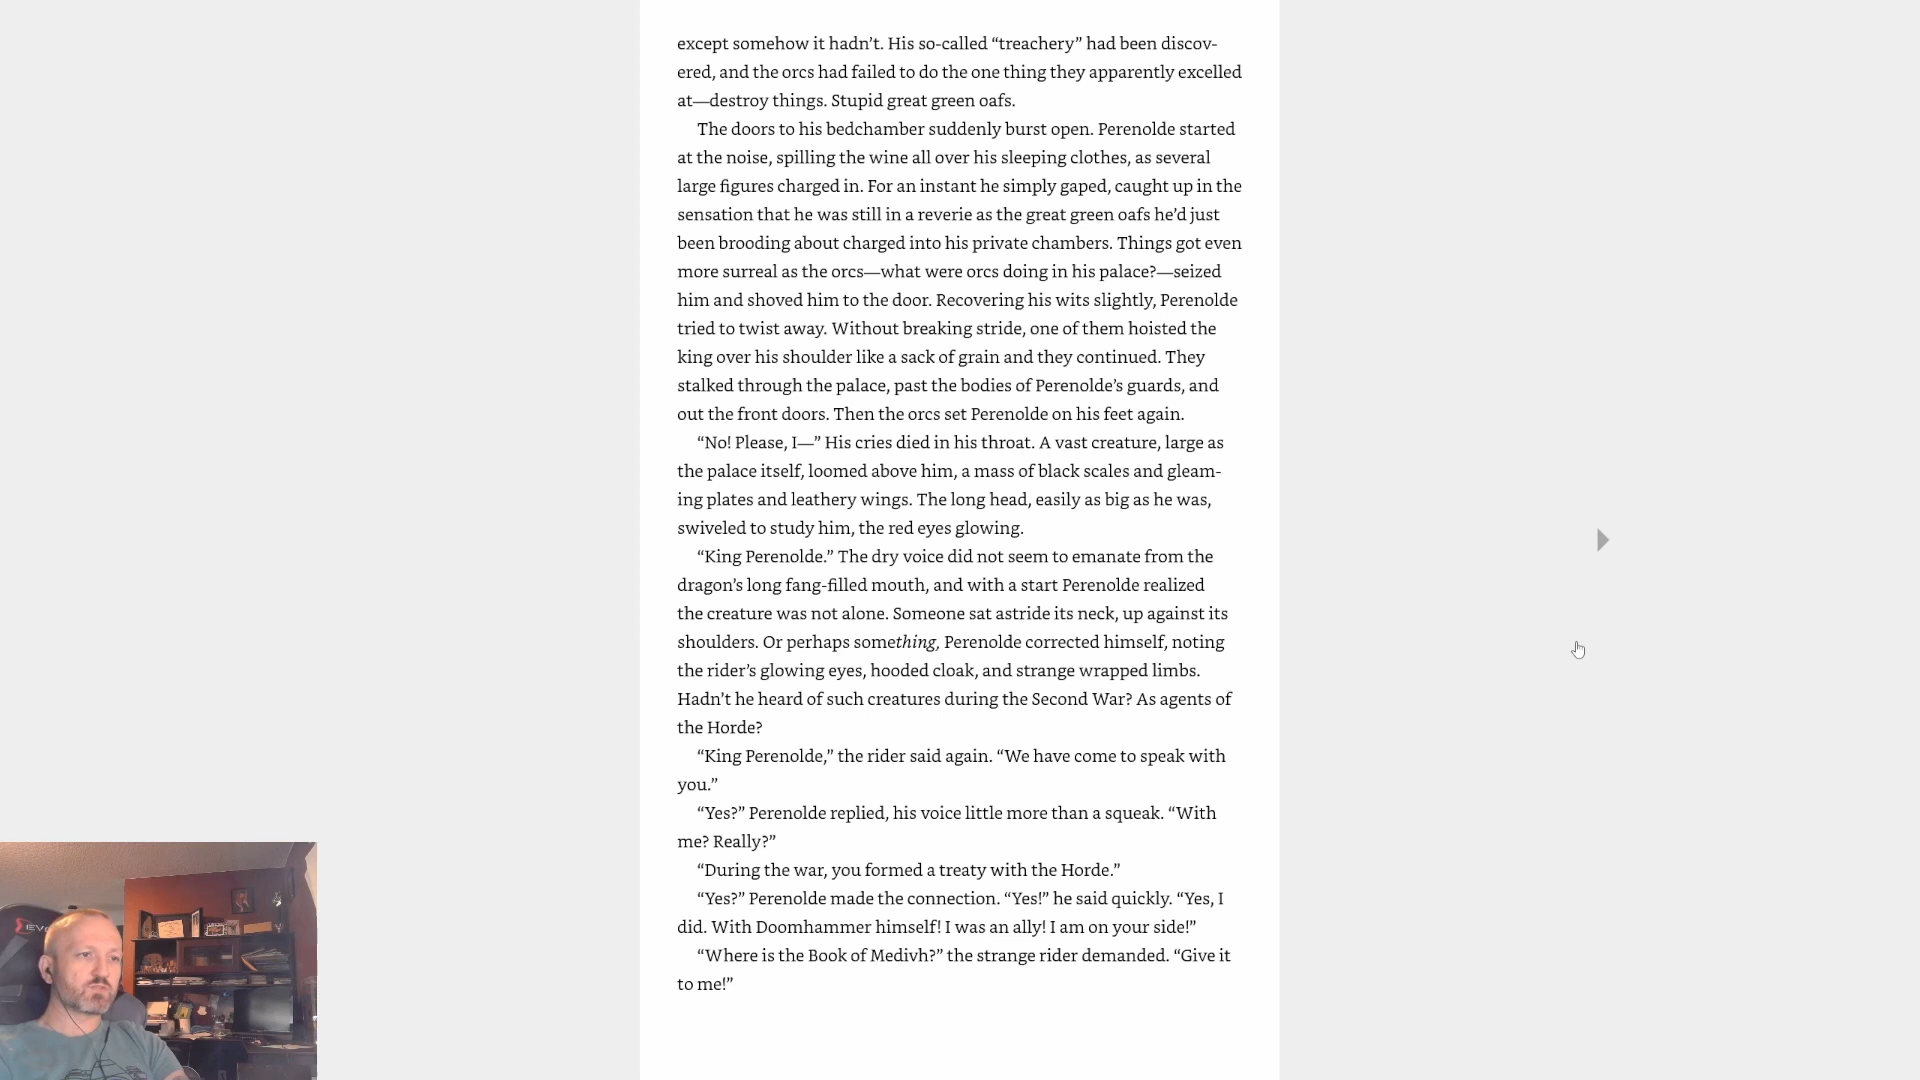 except somehow it hadn’t. His so-called “treachery” had been discov-
ered, and the orcs had failed to do the one thing they apparently excelled
at—destroy things. Stupid great green oafs.
The doors to his bedchamber suddenly burst open. Perenolde started
at the noise, spilling the wine all over his sleeping clothes, as several
large figures charged in. For an instant he simply gaped, caught up in the
sensation that he was still in a reverie as the great green oafs he’d just
been brooding about charged into his private chambers. Things got even
more surreal as the orcs—what were orcs doing in his palace?—seized
him and shoved him to the door. Recovering his wits slightly, Perenolde
tried to twist away. Without breaking stride, one of them hoisted the
king over his shoulder like a sack of grain and they continued. They
stalked through the palace, past the bodies of Perenolde’s guards, and
out the front doors. Then the orcs set Perenolde on his feet again.
“No! Please, I—” His cries died in his throat. A vast creature, large as
the palace itself, loomed above him, a mass of black scales and gleam-
ing plates and leathery wings. The long head, easily as big as he was,
swiveled to study him, the red eyes glowing.
“King Perenolde.” The dry voice did not seem to emanate from the
dragon’s long fang-filled mouth, and with a start Perenolde realized
the creature was not alone. Someone sat astride its neck, up against its
shoulders. Or perhaps something, Perenolde corrected himself, noting
the rider’s glowing eyes, hooded cloak, and strange wrapped limbs.
Hadn’t he heard of such creatures during the Second War? As agents of
the Horde?
“King Perenolde,” the rider said again. “We have come to speak with
you.”
“Yes?” Perenolde replied, his voice little more than a squeak. “With
me? Really?”
“During the war, you formed a treaty with the Horde.”
“Yes?” Perenolde made the connection. “Yes!” he said quickly. “Yes, I
did. With Doomhammer himself! I was an ally! I am on your side!”
“Where is the Book of Medivh?” the strange rider demanded. “Give it
to me!”